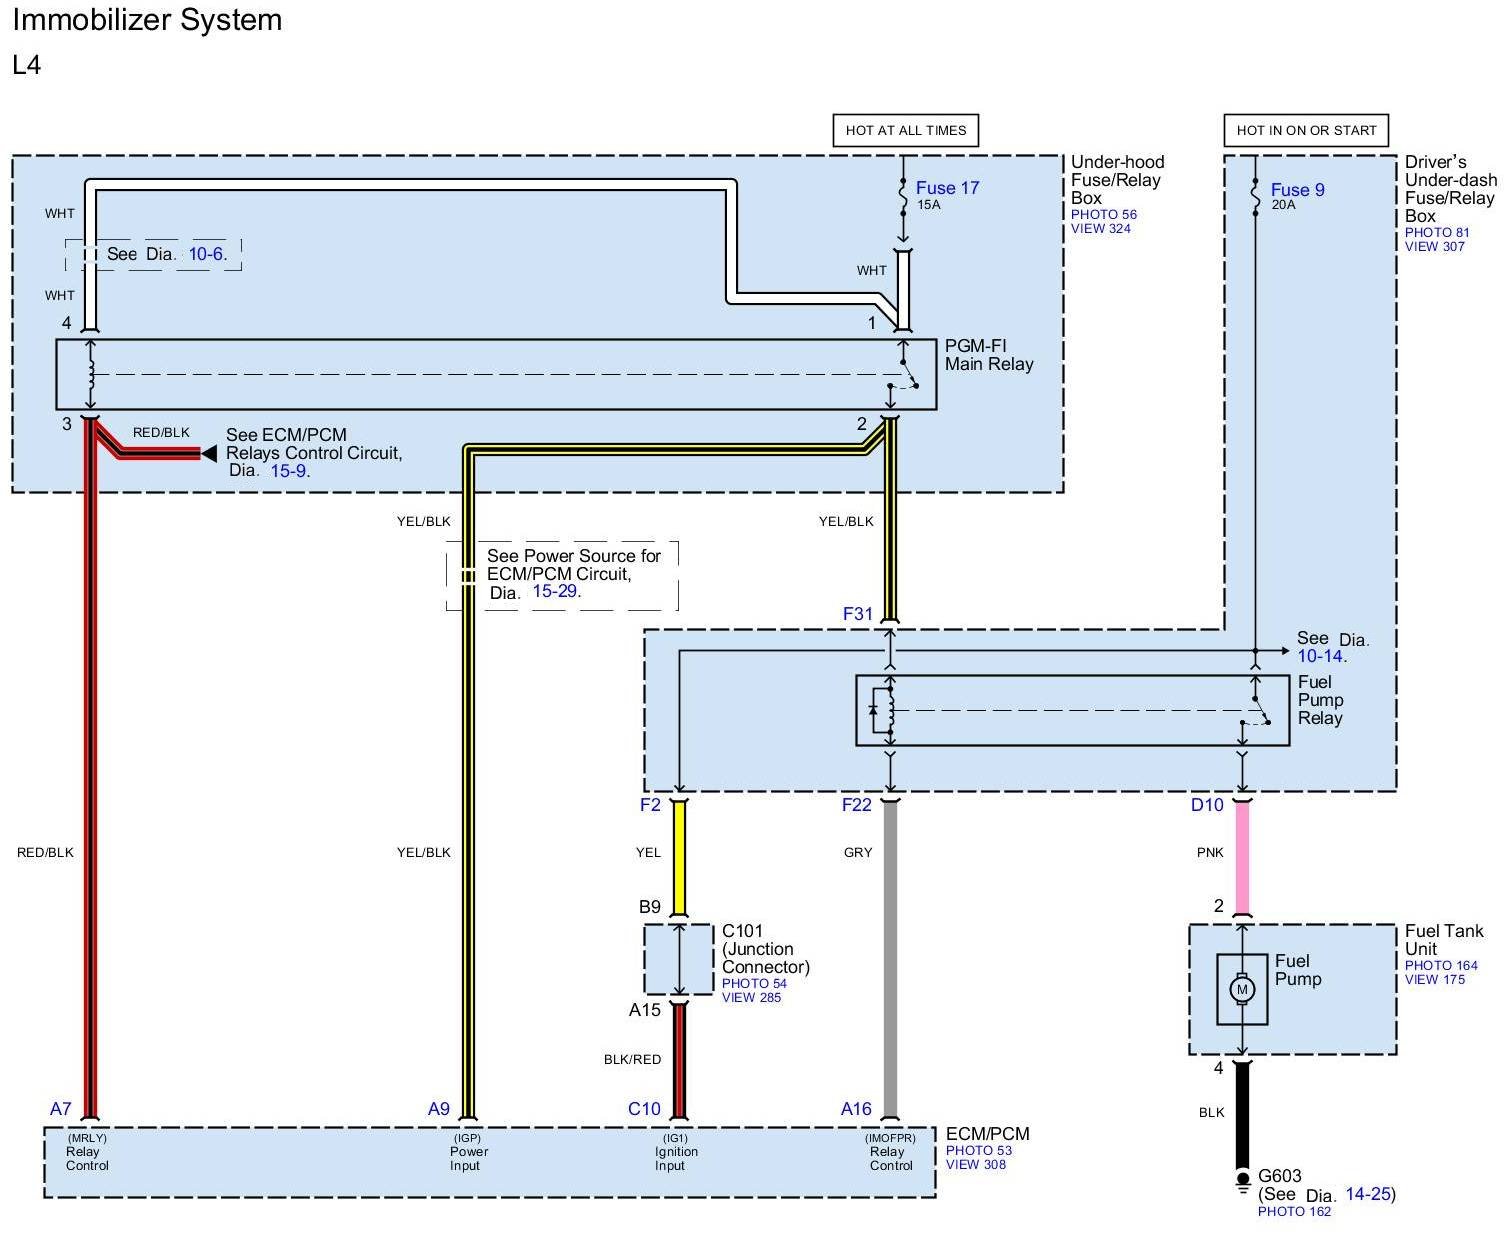 Immobilizer System
L4
HOT AT ALL TIMES
HOT IN ON OR START
Under-hood
Fuse/Relay
Box
PHOTO 56
VIEW 324
Driver's
Under-dash
Fuse/Relay
Box
PHOTO 81
VIEW 307
Fuse 17
15A
Fuse 9
20A
WHT
See Dia. 10-6.
WHT
WHT
4
1
PGM-FI
Main Relay
3
RED/BLK
See ECM/PCM
Relays Control Circuit,
Dia. 15-9.
2
YEL/BLK
YEL/BLK
See Power Source for
ECM/PCM Circuit,
Dia. 15-29.
F31
See Dia.
10-14.
Fuel
Pump
Relay
F2
F22
D10
RED/BLK
YEL/BLK
YEL
GRY
PNK
B9
2
C101
(Junction
Connector)
PHOTO 54
VIEW 285
Fuel Tank
Unit
PHOTO 164
VIEW 175
Fuel
Pump
M
A15
BLK/RED
4
BLK
A7
A9
C10
A16
(MRLY)
Relay
Control
(IGP)
Power
Input
(IG1)
Ignition
Input
(IMOFPR)
Relay
Control
ECM/PCM
PHOTO 53
VIEW 308
G603
(See Dia. 14-25)
PHOTO 162